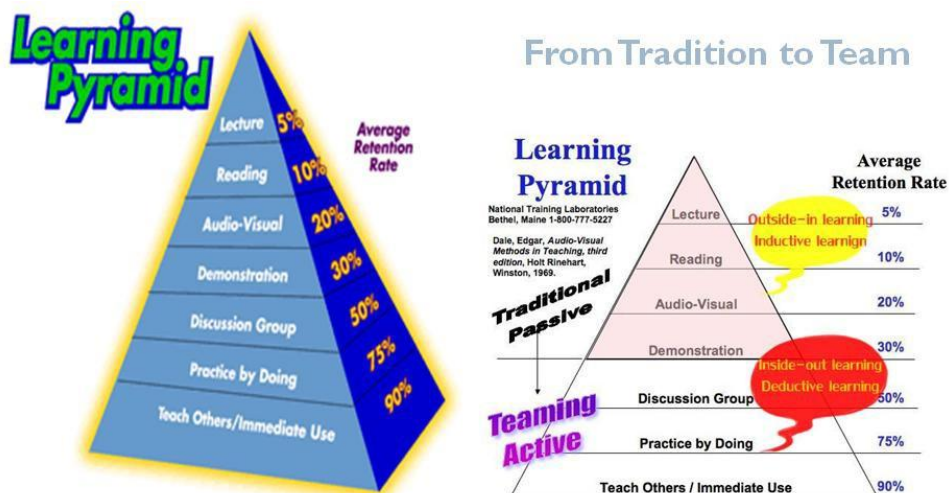 Learning
Pyramid
Lecture 5%
Reading 10%
Audio-Visual 20%
Demonstration 30%
Discussion Group 50%
Practice by Doing 75%
Teach Others/Immediate Use 90%
Average
Retention
Rate
From Tradition to Team
Learning
Pyramid
National Training Laboratories
Bethel, Maine 1-800-777-5227
Dale, Edgar, Audio-Visual
Methods in Teaching, third
edition, Holt Rinehart,
Winston, 1969.
Traditional
Passive
Teaming
Active
Average
Retention Rate
Lecture 5%
Reading 10%
Audio-Visual 20%
Demonstration 30%
Discussion Group 50%
Practice by Doing 75%
Teach Others / Immediate Use 90%
Outside-in learning
Inductive learnign
Inside-out learning
Deductive learning